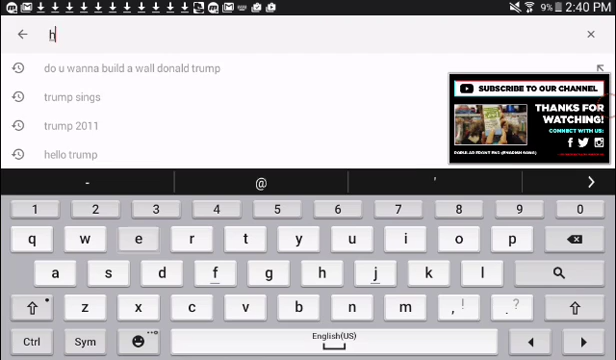 9% 2:40 PM
h
do u wanna build a wall donald trump
trump sings
trump 2011
hello trump
SUBSCRIBE TO OUR CHANNEL
THANKS FOR
WATCHING!
CONNECT WITH US:
- @ '
1 2 3 4 5 6 7 8 9 0
q w e r t y u i o p
a s d f g h j k l
z x c v b n m , ! . ?
Ctrl Sym English(US)